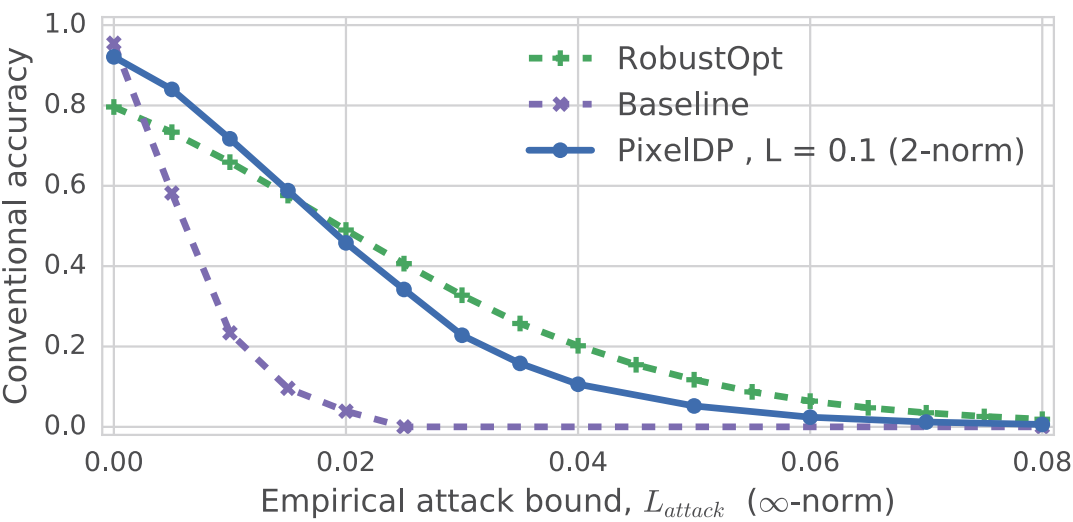 1.0
0.8
0.6
0.4
0.2
0.0
Conventional accuracy
RobustOpt
Baseline
PixelDP , L = 0.1 (2-norm)
0.00 0.02 0.04 0.06 0.08
Empirical attack bound, L_attack (∞-norm)